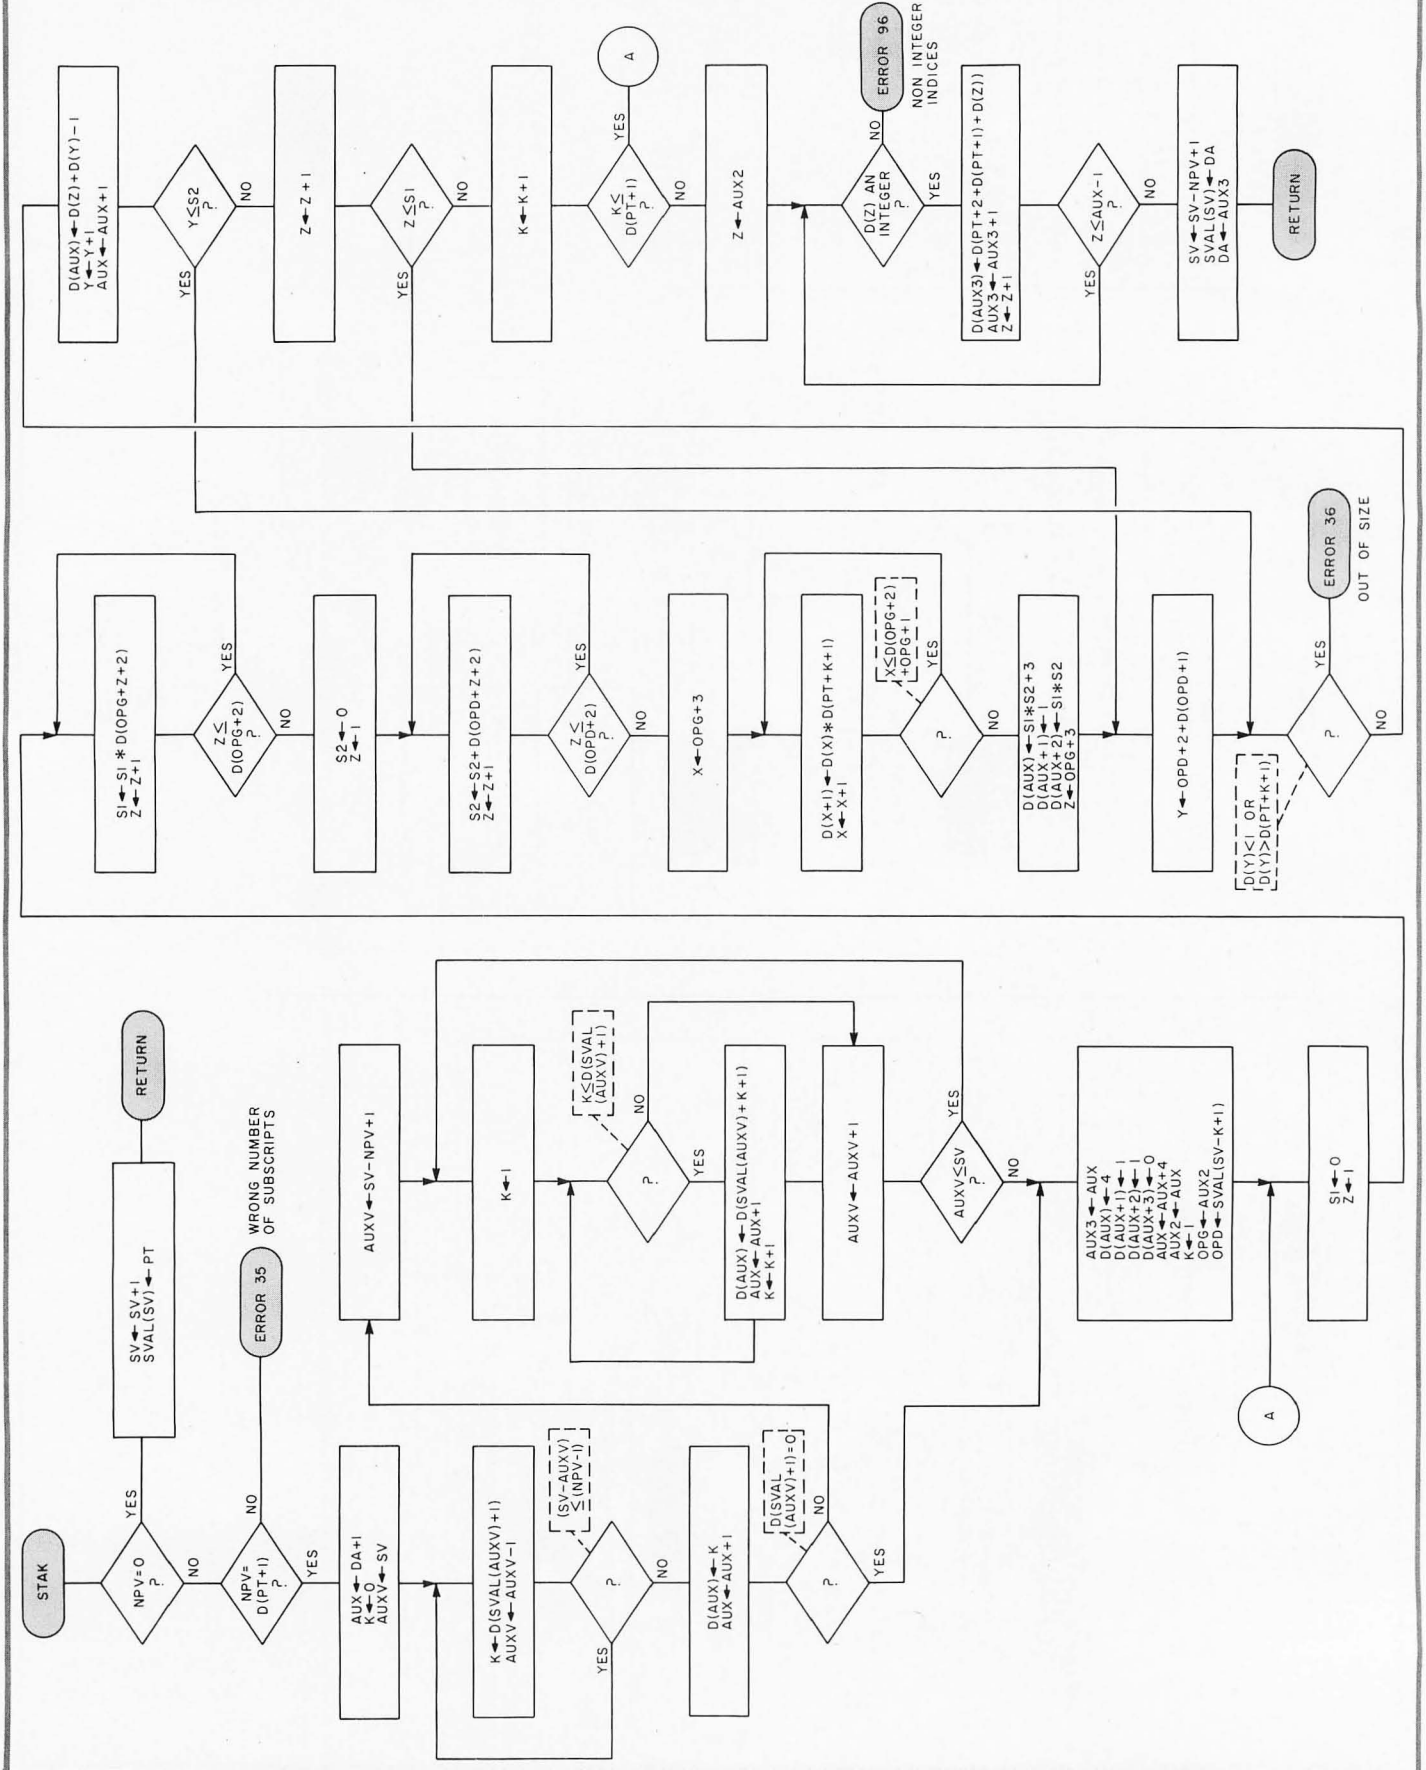 STAK
NPV=0
?
YES
SV←SV+1
SVAL(SV)←PT
RETURN
NO
NPV=
D(PT+1)
?
NO
ERROR 35
WRONG NUMBER
OF SUBSCRIPTS
YES
AUX←DA+1
K←0
AUXV←SV
K←D(SVAL(AUXV)+1)
AUXV←AUXV-1
(SV-AUXV)
≤(NPV-1)
?
YES
NO
D(AUX)←K
AUX←AUX+1
D(SVAL
(AUXV)+1)=0
?
NO
YES
AUXV←SV-NPV+1
K←1
K≤D(SVAL
(AUXV)+1)
?
NO
YES
D(AUX)←D(SVAL(AUXV)+K+1)
AUX←AUX+1
K←K+1
AUXV←AUXV+1
AUXV≤SV
?
YES
NO
AUX3←AUX
D(AUX)←4
D(AUX+1)←1
D(AUX+2)←1
D(AUX+3)←0
AUX←AUX+4
AUX2←AUX
K←1
OPG←AUX2
OPD←SVAL(SV-K+1)
A
S1←0
Z←1
S1←S1*D(OPG+Z+2)
Z←Z+1
Z≤
D(OPG+2)
?
YES
NO
S2←0
Z←1
S2←S2+D(OPD+Z+2)
Z←Z+1
Z≤
D(OPD+2)
?
YES
NO
X←OPG+3
D(X+1)←D(X)*D(PT+K+1)
X←X+1
X≤D(OPG+2)
+OPG+1
?
YES
NO
D(AUX)←S1*S2+3
D(AUX+1)←1
D(AUX+2)←S1*S2
Z←OPG+3
Y←OPD+2+D(OPD+1)
D(Y)<1 OR
D(Y)>D(PT+K+1)
?
YES
ERROR 36
OUT OF SIZE
NO
D(AUX)←D(Z)+D(Y)-1
Y←Y+1
AUX←AUX+1
Y≤S2
?
YES
NO
Z←Z+1
Z≤S1
?
YES
NO
K←K+1
K≤
D(PT+1)
?
YES
A
NO
Z←AUX2
D(Z) AN
INTEGER
?
NO
ERROR 96
NON INTEGER
INDICES
YES
D(AUX3)←D(PT+2+D(PT+1)+D(Z))
AUX3←AUX3+1
Z←Z+1
Z≤AUX-1
?
YES
NO
SV←SV-NPV+1
SVAL(SV)←DA
DA←AUX3
RETURN